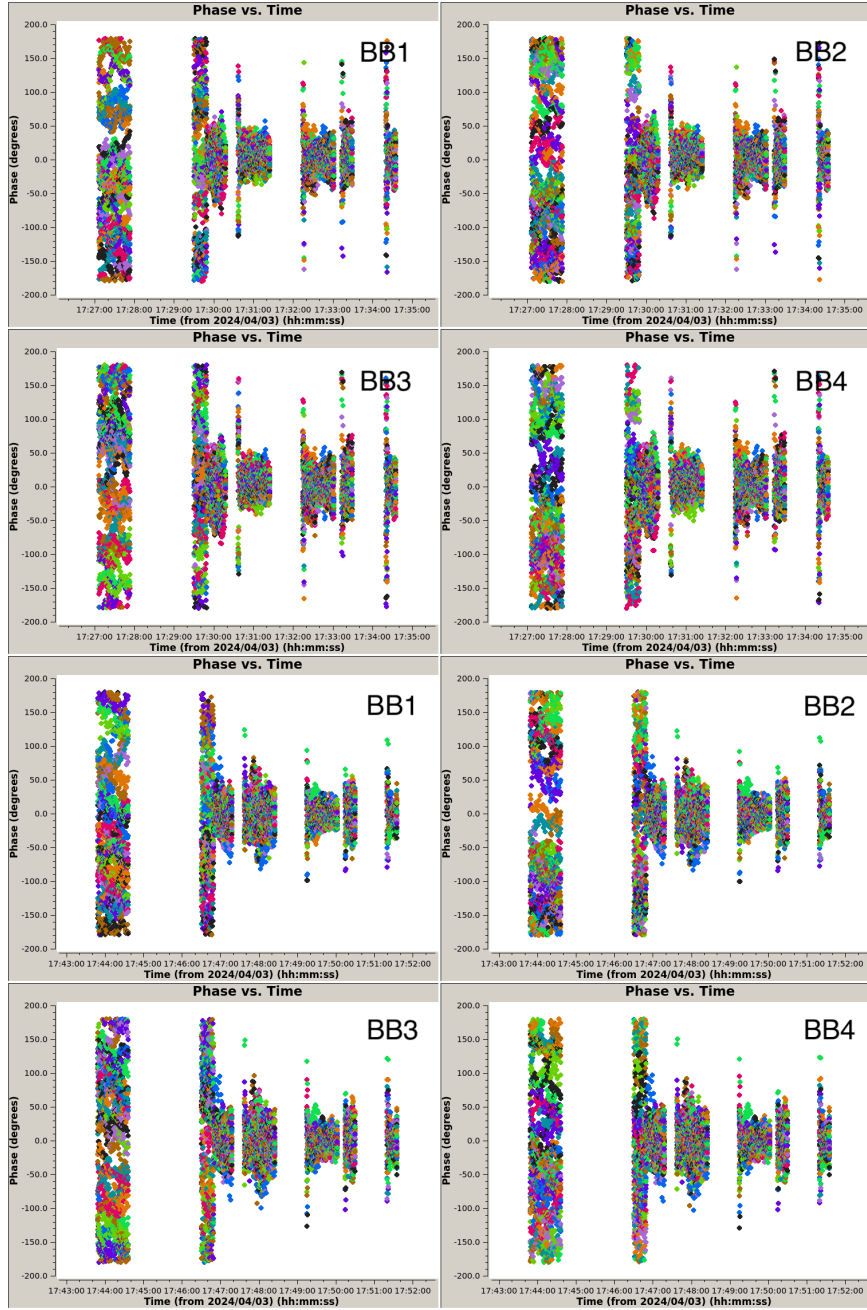 Phase vs. Time Phase vs. Time
BB1 BB2
Phase (degrees) Phase (degrees)
200.0 200.0
150.0 150.0
100.0 100.0
50.0 50.0
0.0 0.0
-50.0 -50.0
-100.0 -100.0
-150.0 -150.0
-200.0 -200.0
17:27:00 17:28:00 17:29:00 17:30:00 17:31:00 17:32:00 17:33:00 17:34:00 17:35:00 17:27:00 17:28:00 17:29:00 17:30:00 17:31:00 17:32:00 17:33:00 17:34:00 17:35:00
Time (from 2024/04/03) (hh:mm:ss) Time (from 2024/04/03) (hh:mm:ss)
Phase vs. Time Phase vs. Time
BB3 BB4
Phase (degrees) Phase (degrees)
200.0 200.0
150.0 150.0
100.0 100.0
50.0 50.0
0.0 0.0
-50.0 -50.0
-100.0 -100.0
-150.0 -150.0
-200.0 -200.0
17:27:00 17:28:00 17:29:00 17:30:00 17:31:00 17:32:00 17:33:00 17:34:00 17:35:00 17:27:00 17:28:00 17:29:00 17:30:00 17:31:00 17:32:00 17:33:00 17:34:00 17:35:00
Time (from 2024/04/03) (hh:mm:ss) Time (from 2024/04/03) (hh:mm:ss)
Phase vs. Time Phase vs. Time
BB1 BB2
Phase (degrees) Phase (degrees)
200.0 200.0
150.0 150.0
100.0 100.0
50.0 50.0
0.0 0.0
-50.0 -50.0
-100.0 -100.0
-150.0 -150.0
-200.0 -200.0
17:43:00 17:44:00 17:45:00 17:46:00 17:47:00 17:48:00 17:49:00 17:50:00 17:51:00 17:52:00 17:43:00 17:44:00 17:45:00 17:46:00 17:47:00 17:48:00 17:49:00 17:50:00 17:51:00 17:52:00
Time (from 2024/04/03) (hh:mm:ss) Time (from 2024/04/03) (hh:mm:ss)
Phase vs. Time Phase vs. Time
BB3 BB4
Phase (degrees) Phase (degrees)
200.0 200.0
150.0 150.0
100.0 100.0
50.0 50.0
0.0 0.0
-50.0 -50.0
-100.0 -100.0
-150.0 -150.0
-200.0 -200.0
17:43:00 17:44:00 17:45:00 17:46:00 17:47:00 17:48:00 17:49:00 17:50:00 17:51:00 17:52:00 17:43:00 17:44:00 17:45:00 17:46:00 17:47:00 17:48:00 17:49:00 17:50:00 17:51:00 17:52:00
Time (from 2024/04/03) (hh:mm:ss) Time (from 2024/04/03) (hh:mm:ss)